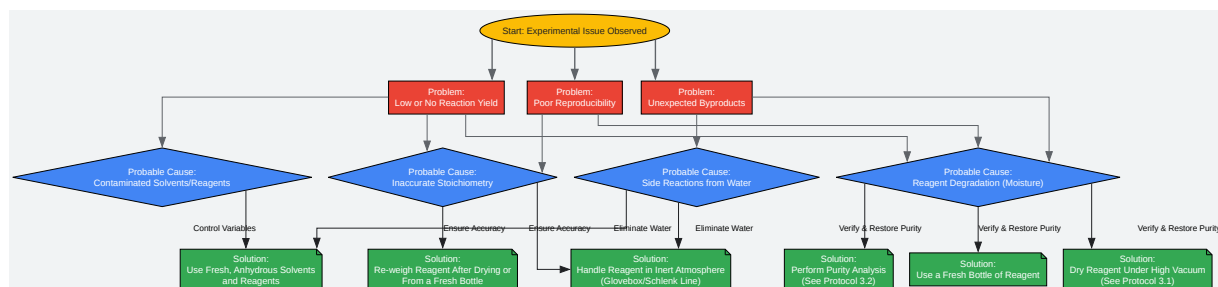 Start: Experimental Issue Observed
Problem:
Low or No Reaction Yield
Problem:
Poor Reproducibility
Problem:
Unexpected Byproducts
Probable Cause:
Contaminated Solvents/Reagents
Probable Cause:
Inaccurate Stoichiometry
Probable Cause:
Side Reactions from Water
Probable Cause:
Reagent Degradation (Moisture)
Control Variables
Ensure Accuracy
Ensure Accuracy
Eliminate Water
Eliminate Water
Verify & Restore Purity
Verify & Restore Purity
Verify & Restore Purity
Solution:
Use Fresh, Anhydrous Solvents
and Reagents
Solution:
Re-weigh Reagent After Drying or
From a Fresh Bottle
Solution:
Handle Reagent in Inert Atmosphere
(Glovebox/Schlenk Line)
Solution:
Perform Purity Analysis
(See Protocol 3.2)
Solution:
Use a Fresh Bottle of Reagent
Solution:
Dry Reagent Under High Vacuum
(See Protocol 3.1)